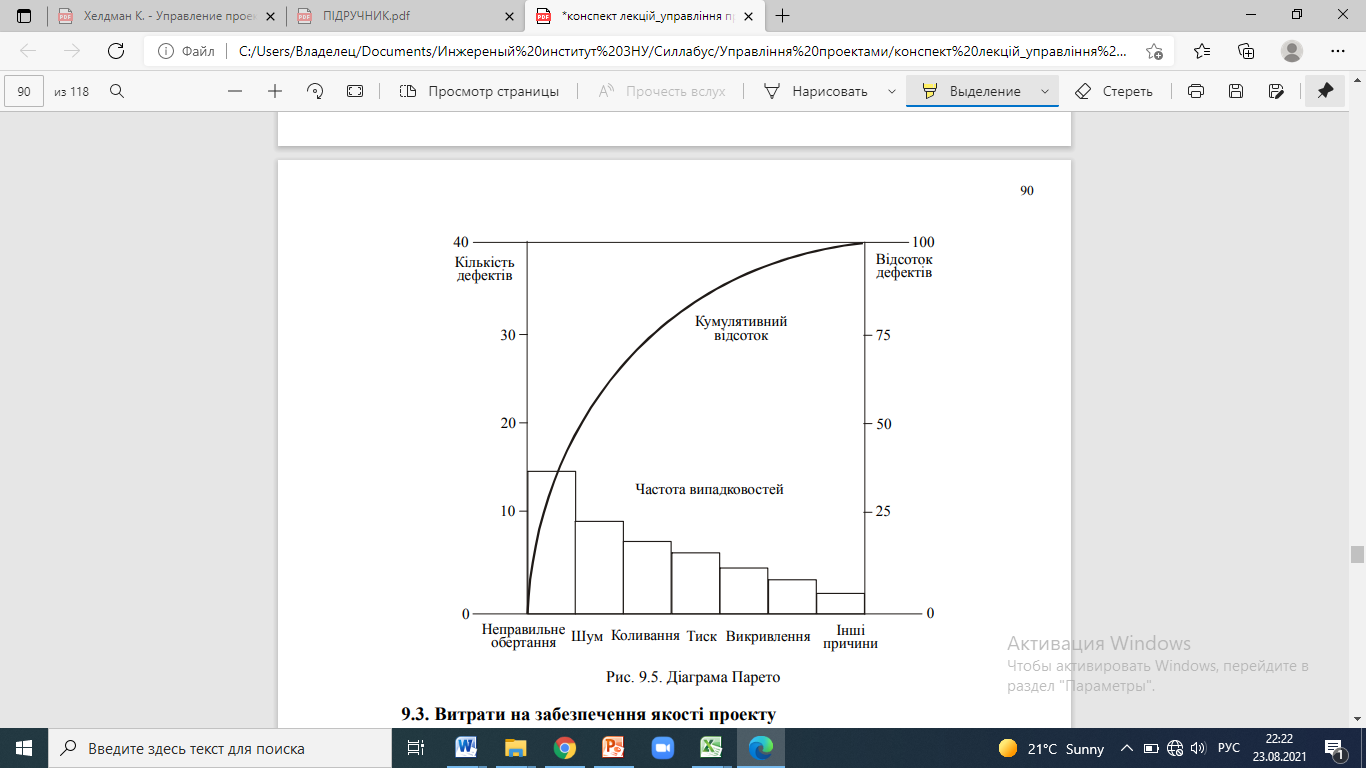 Хелдман К. - Управление прое
ПІДРУЧНИК.pdf
*конспект лекцій_управління п
Файл
C:/Users/Владелец/Documents/Инжереный%20институт%20ЗНУ/Силлабус/Управління%20проектами/конспект%20лекцій_управління%2...
90
из 118
Просмотр страницы
Прочесть вслух
Нарисовать
Выделение
Стереть
90
40
100
Кількість
дефектів
Відсоток
дефектів
Кумулятивний
відсоток
30
75
20
50
Частота випадковостей
10
25
0
0
Неправильне
обертання
Шум
Коливання
Тиск
Викривлення
Інші
причини
Рис. 9.5. Діаграма Парето
9.3. Витрати на забезпечення якості проекту
Активация Windows
Чтобы активировать Windows, перейдите в
раздел "Параметры".
Введите здесь текст для поиска
21°C Sunny
РУС
22:22
23.08.2021
1